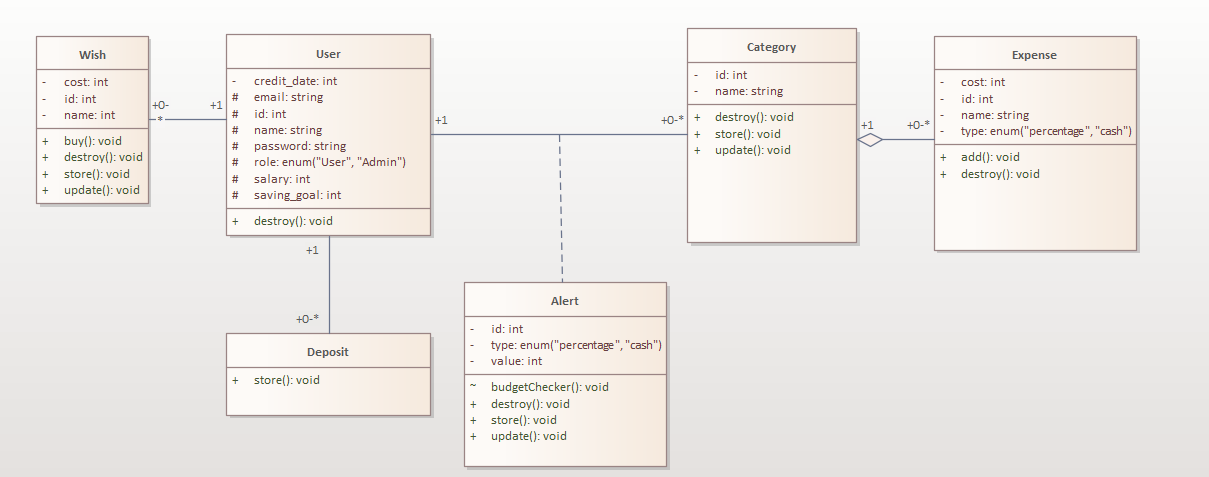 Wish
- cost: int
- id: int
- name: int
+ buy(): void
+ destroy(): void
+ store(): void
+ update(): void
+0-
-*
+1
User
- credit_date: int
# email: string
# id: int
# name: string
# password: string
# role: enum("User", "Admin")
# salary: int
# saving_goal: int
+ destroy(): void
+1
+0-*
Category
- id: int
- name: string
+ destroy(): void
+ store(): void
+ update(): void
+1
+0-*
Expense
- cost: int
- id: int
- name: string
- type: enum("percentage", "cash")
+ add(): void
+ destroy(): void
+1
+0-*
Deposit
+ store(): void
Alert
- id: int
- type: enum("percentage", "cash")
- value: int
~ budgetChecker(): void
+ destroy(): void
+ store(): void
+ update(): void